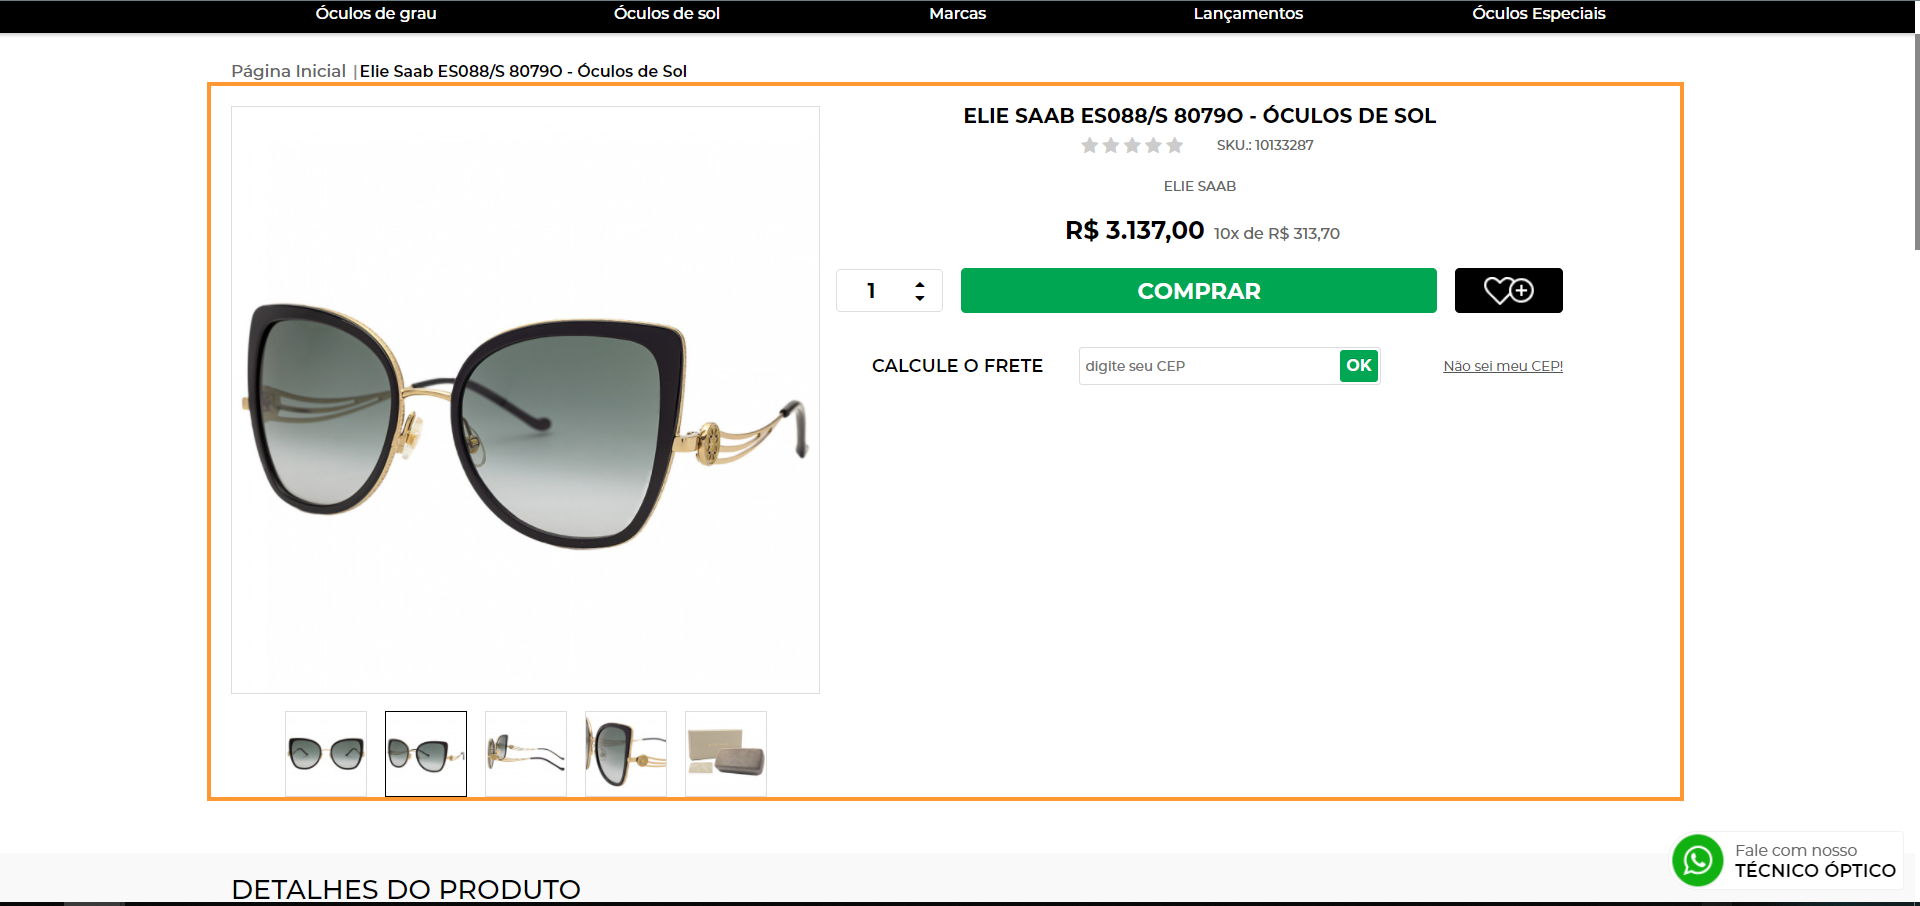 Óculos de grau
Óculos de sol
Marcas
Lançamentos
Óculos Especiais
Página Inicial | Elie Saab ES088/S 8079O - Óculos de Sol
ELIE SAAB ES088/S 8079O - ÓCULOS DE SOL
SKU.: 10133287
ELIE SAAB
R$ 3.137,00 10x de R$ 313,70
1
COMPRAR
CALCULE O FRETE
digite seu CEP
OK
Não sei meu CEP!
Fale com nosso
TÉCNICO ÓPTICO
DETALHES DO PRODUTO